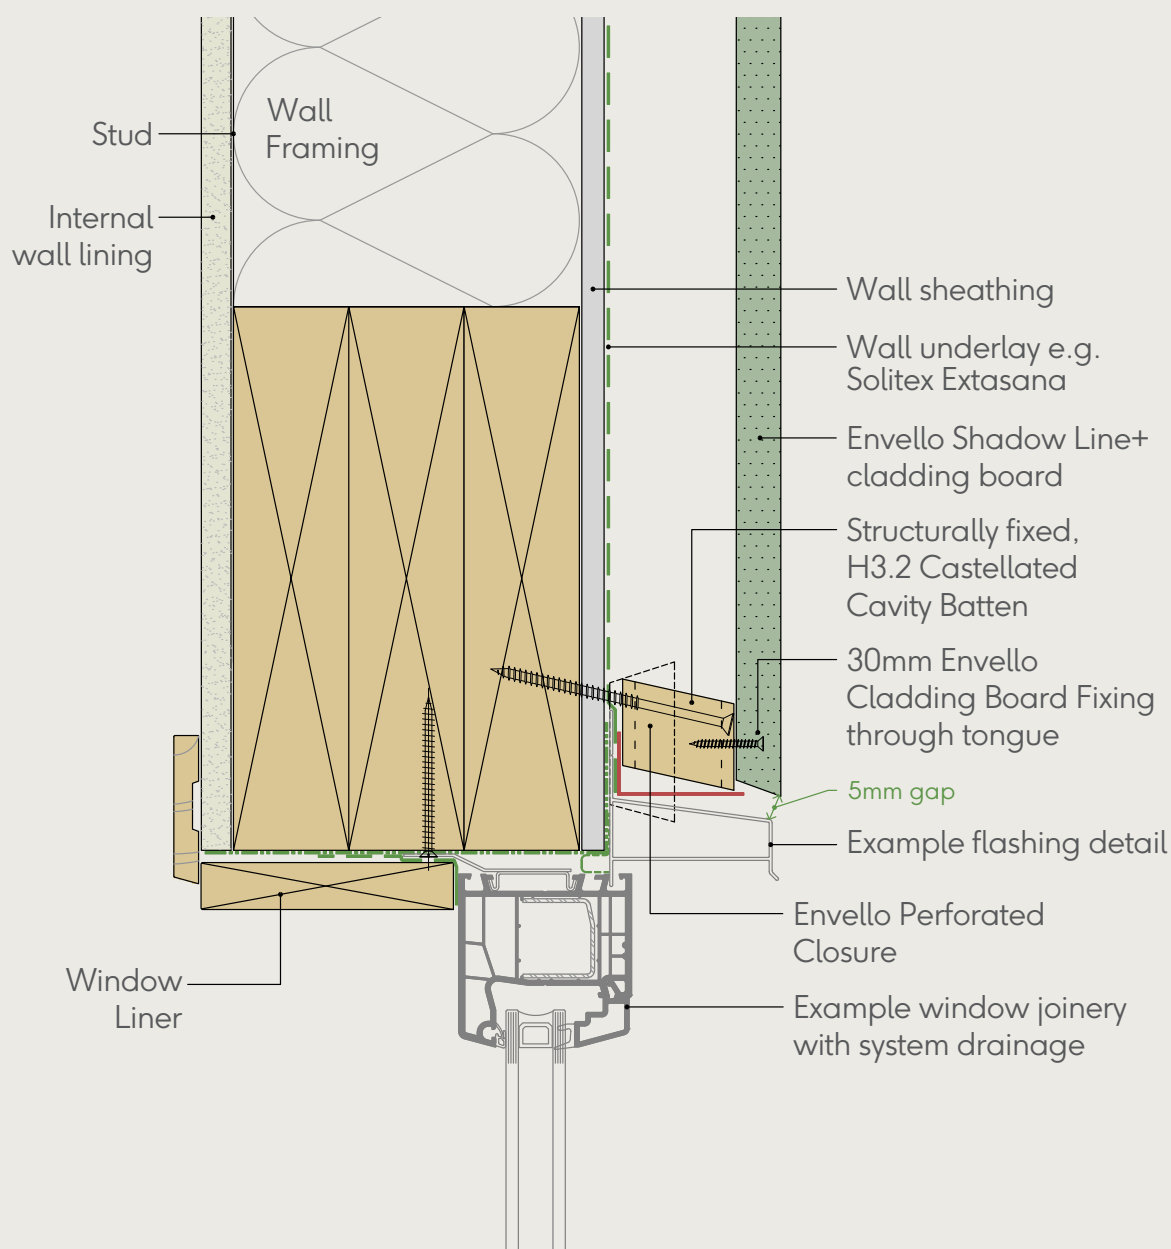 Stud
Wall
Framing
Internal
wall lining
Wall sheathing
Wall underlay e.g.
Solitex Extasana
Envello Shadow Line+
cladding board
Structurally fixed,
H3.2 Castellated
Cavity Batten
30mm Envello
Cladding Board Fixing
through tongue
5mm gap
Example flashing detail
Envello Perforated
Closure
Window
Liner
Example window joinery
with system drainage